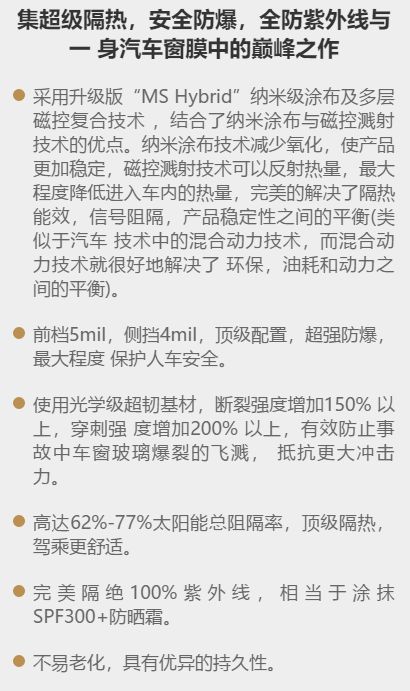 集超级隔热，安全防爆，全防紫外线与
一 身汽车窗膜中的巅峰之作
采用升级版“MS Hybrid”纳米级涂布及多层
磁控复合技术 ，结合了纳米涂布与磁控溅射
技术的优点。纳米涂布技术减少氧化，使产品
更加稳定，磁控溅射技术可以反射热量，最大
程度降低进入车内的热量，完美的解决了隔热
能效，信号阻隔，产品稳定性之间的平衡(类
似于汽车 技术中的混合动力技术，而混合动
力技术就很好地解决了 环保，油耗和动力之
间的平衡)。
前档5mil，侧挡4mil，顶级配置，超强防爆，
最大程度 保护人车安全。
使用光学级超韧基材，断裂强度增加150% 以
上，穿刺强 度增加200% 以上，有效防止事
故中车窗玻璃爆裂的飞溅， 抵抗更大冲击
力。
高达62%-77%太阳能总阻隔率，顶级隔热，
驾乘更舒适。
完美隔绝100%紫外线，相当于涂抹
SPF300+防晒霜。
不易老化，具有优异的持久性。